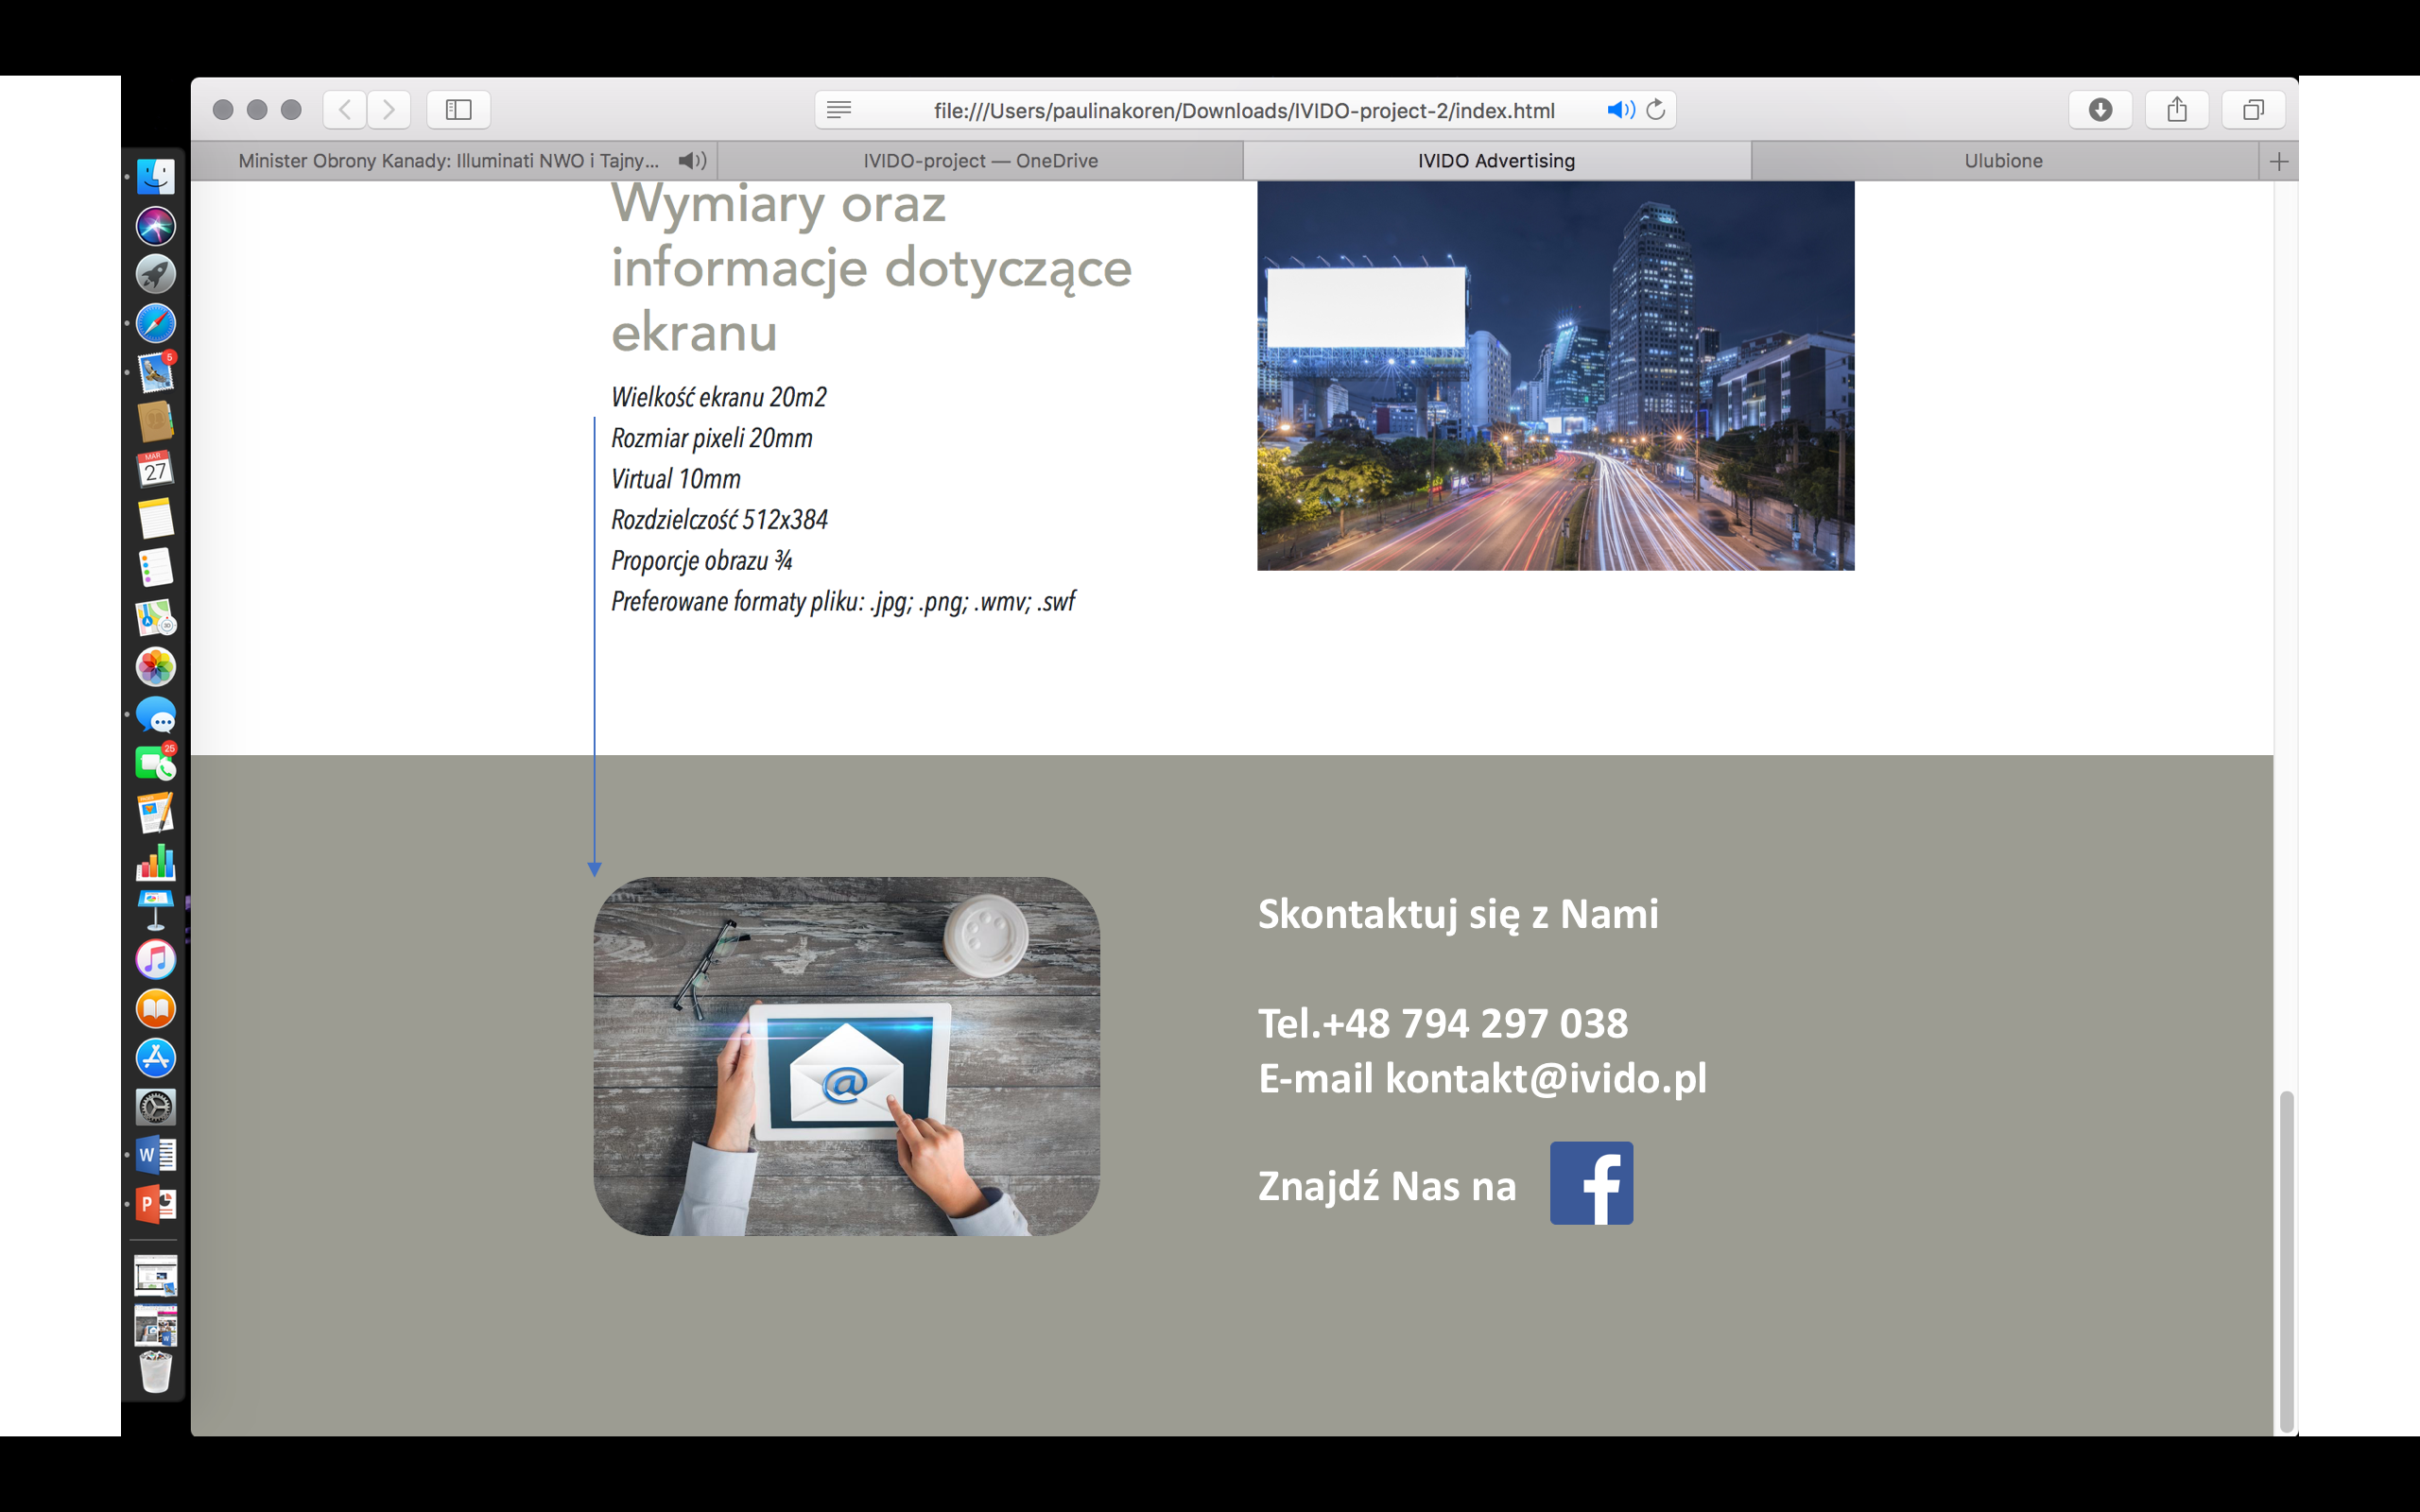 file:///Users/paulinakoren/Downloads/IVIDO-project-2/index.html
Minister Obrony Kanady: Illuminati NWO i Tajny...
IVIDO-project — OneDrive
IVIDO Advertising
Ulubione
Wymiary oraz
informacje dotyczące
ekranu
Wielkość ekranu 20m2
Rozmiar pixeli 20mm
Virtual 10mm
Rozdzielczość 512x384
Proporcje obrazu ¾
Preferowane formaty pliku: .jpg; .png; .wmv; .swf
5
MAR
27
25
W
P
@
Skontaktuj się z Nami
Tel.+48 794 297 038
E-mail kontakt@ivido.pl
Znajdź Nas na f